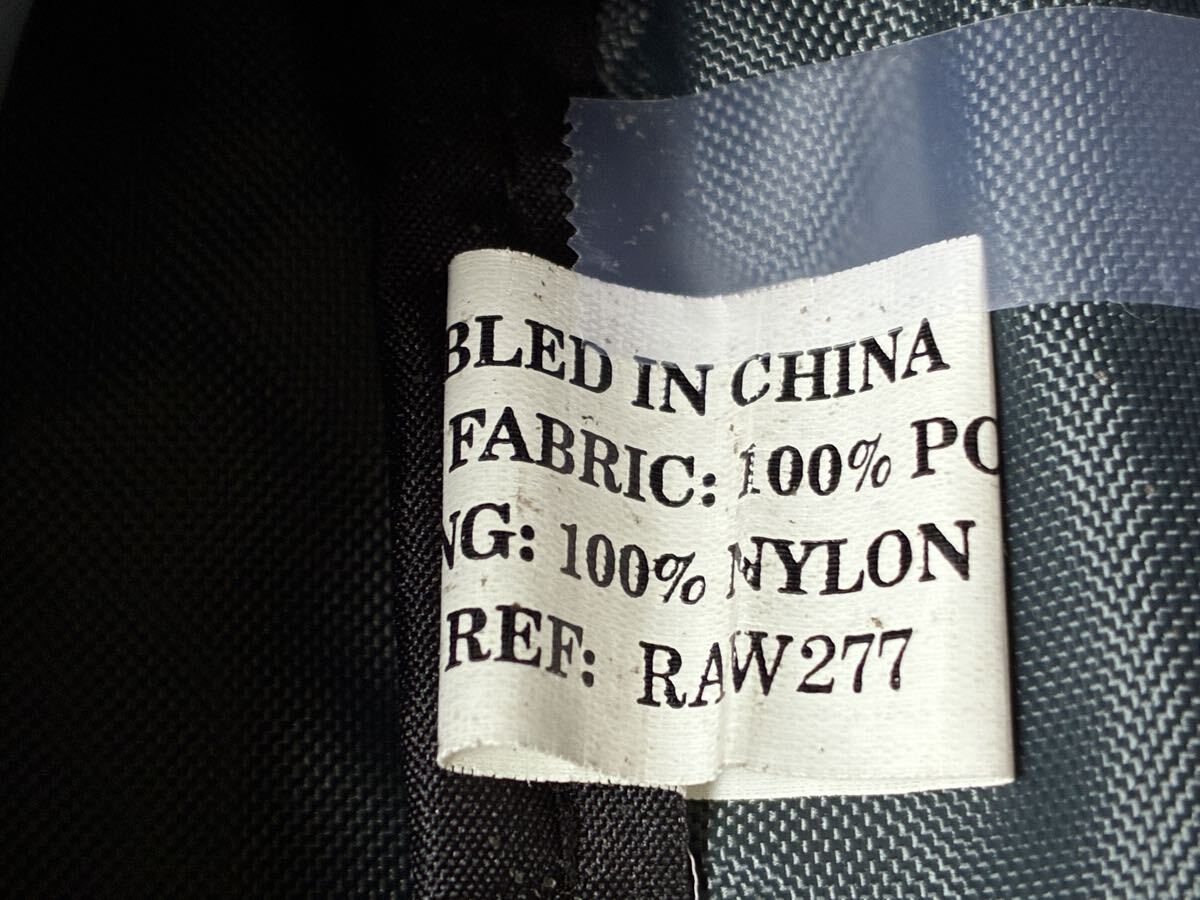 BLED IN CHINA
FABRIC: 100% PO
NG: 100% NYLON
REF: RAW277